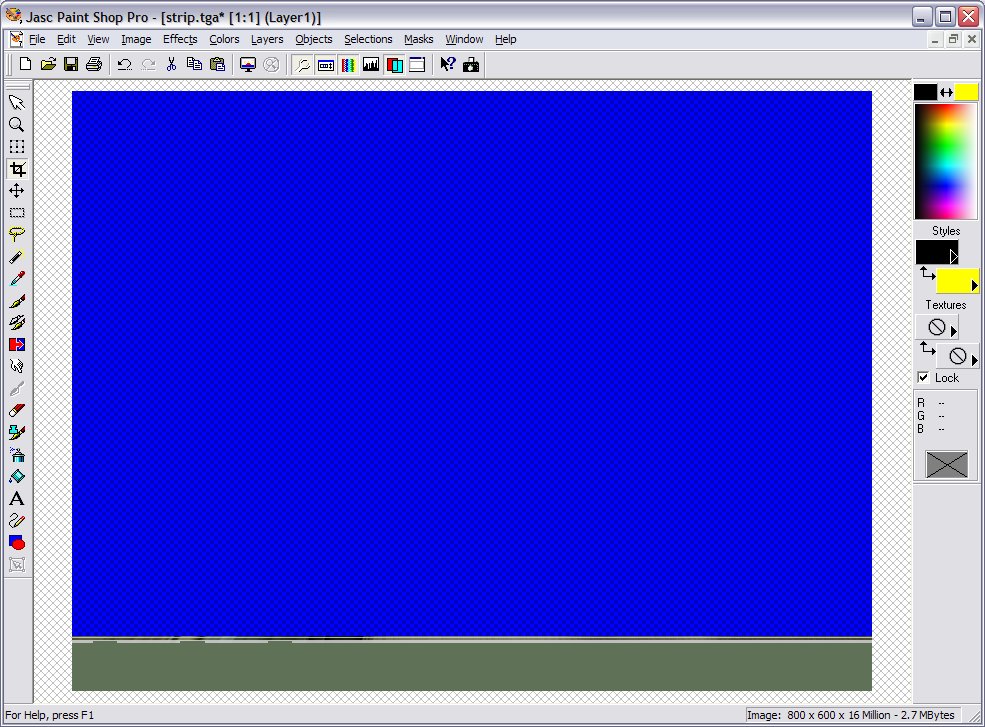 Jasc Paint Shop Pro - [strip.tga* [1:1] (Layer1)]
File Edit View Image Effects Colors Layers Objects Selections Masks Window Help
Styles
Textures
Lock
R --
G --
B --
For Help, press F1
Image: 800 x 600 x 16 Million - 2.7 MBytes